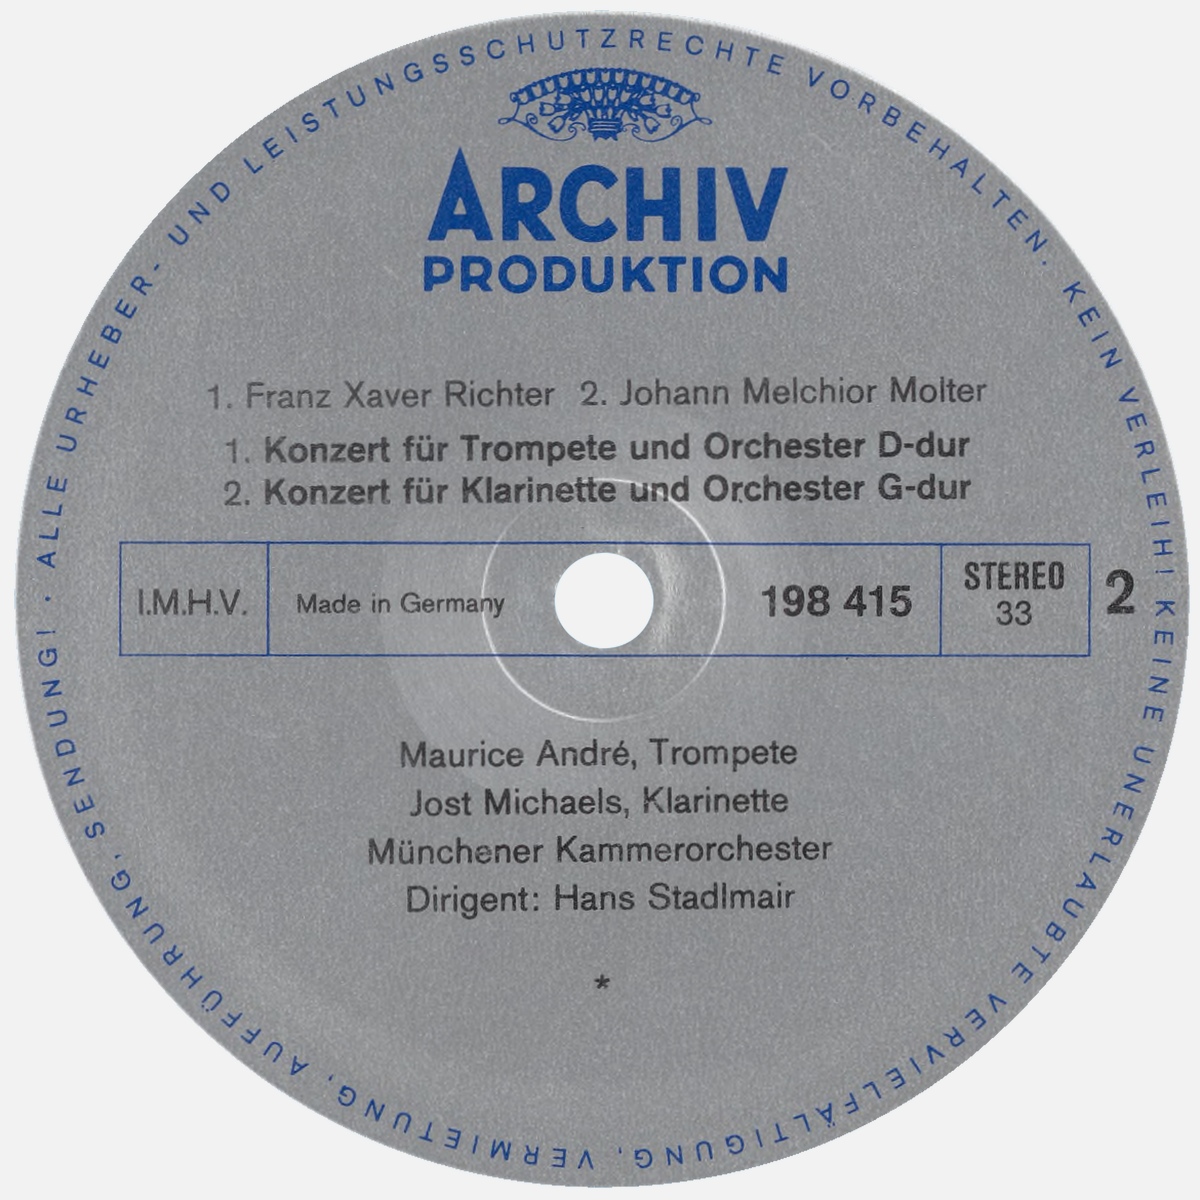 ALLE URHEBER- UND LEISTUNGSSCHUTZRECHTE VORBEHALTEN. KEIN VERLEIH! KEINE UNERLAUBTE VERVIELFÄLTIGUNG, VERMIETUNG, AUFFÜHRUNG, SENDUNG! ·
ARCHIV
PRODUKTION
1. Franz Xaver Richter 2. Johann Melchior Molter
1. Konzert für Trompete und Orchester D-dur
2. Konzert für Klarinette und Orchester G-dur
I.M.H.V. Made in Germany 198 415 STEREO 2
33
Maurice André, Trompete
Jost Michaels, Klarinette
Münchener Kammerorchester
Dirigent: Hans Stadlmair
*